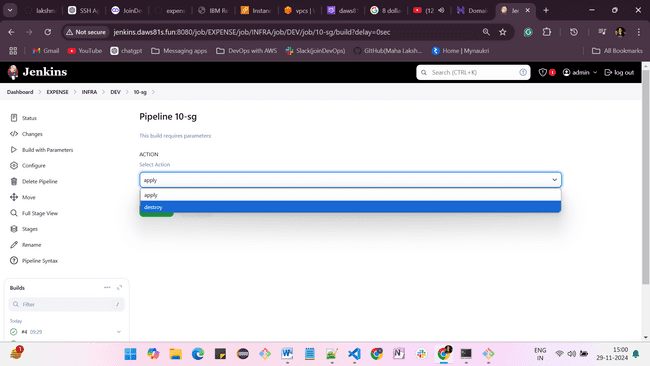 lakshm
SSH Ag
JoinDe
expens
IBM Re
Instanc
vpcs | V
daws8
8 dolla
(12
Domai
Je
Not secure
jenkins.daws81s.fun:8080/job/EXPENSE/job/INFRA/job/DEV/job/10-sg/build?delay=0sec
Gmail
YouTube
chatgpt
Messaging apps
DevOps with AWS
Slack(joinDevOps)
GitHub(Maha Laksh...
Home | Mynaukri
All Bookmarks
Jenkins
Search (CTRL+K)
1
admin
log out
Dashboard
EXPENSE
INFRA
DEV
10-sg
Status
Changes
Build with Parameters
Configure
Delete Pipeline
Move
Full Stage View
Stages
Rename
Pipeline Syntax
Builds
Filter
/
Today
#4 09:29
Pipeline 10-sg
This build requires parameters:
ACTION
Select Action
apply
apply
destroy
1
ENG
IN
15:00
29-11-2024